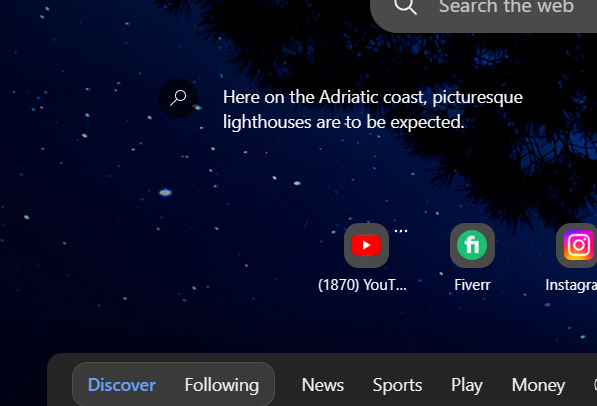 Search the web
Here on the Adriatic coast, picturesque
lighthouses are to be expected.
(1870) YouT...
Fiverr
Instagra
Discover
Following
News
Sports
Play
Money